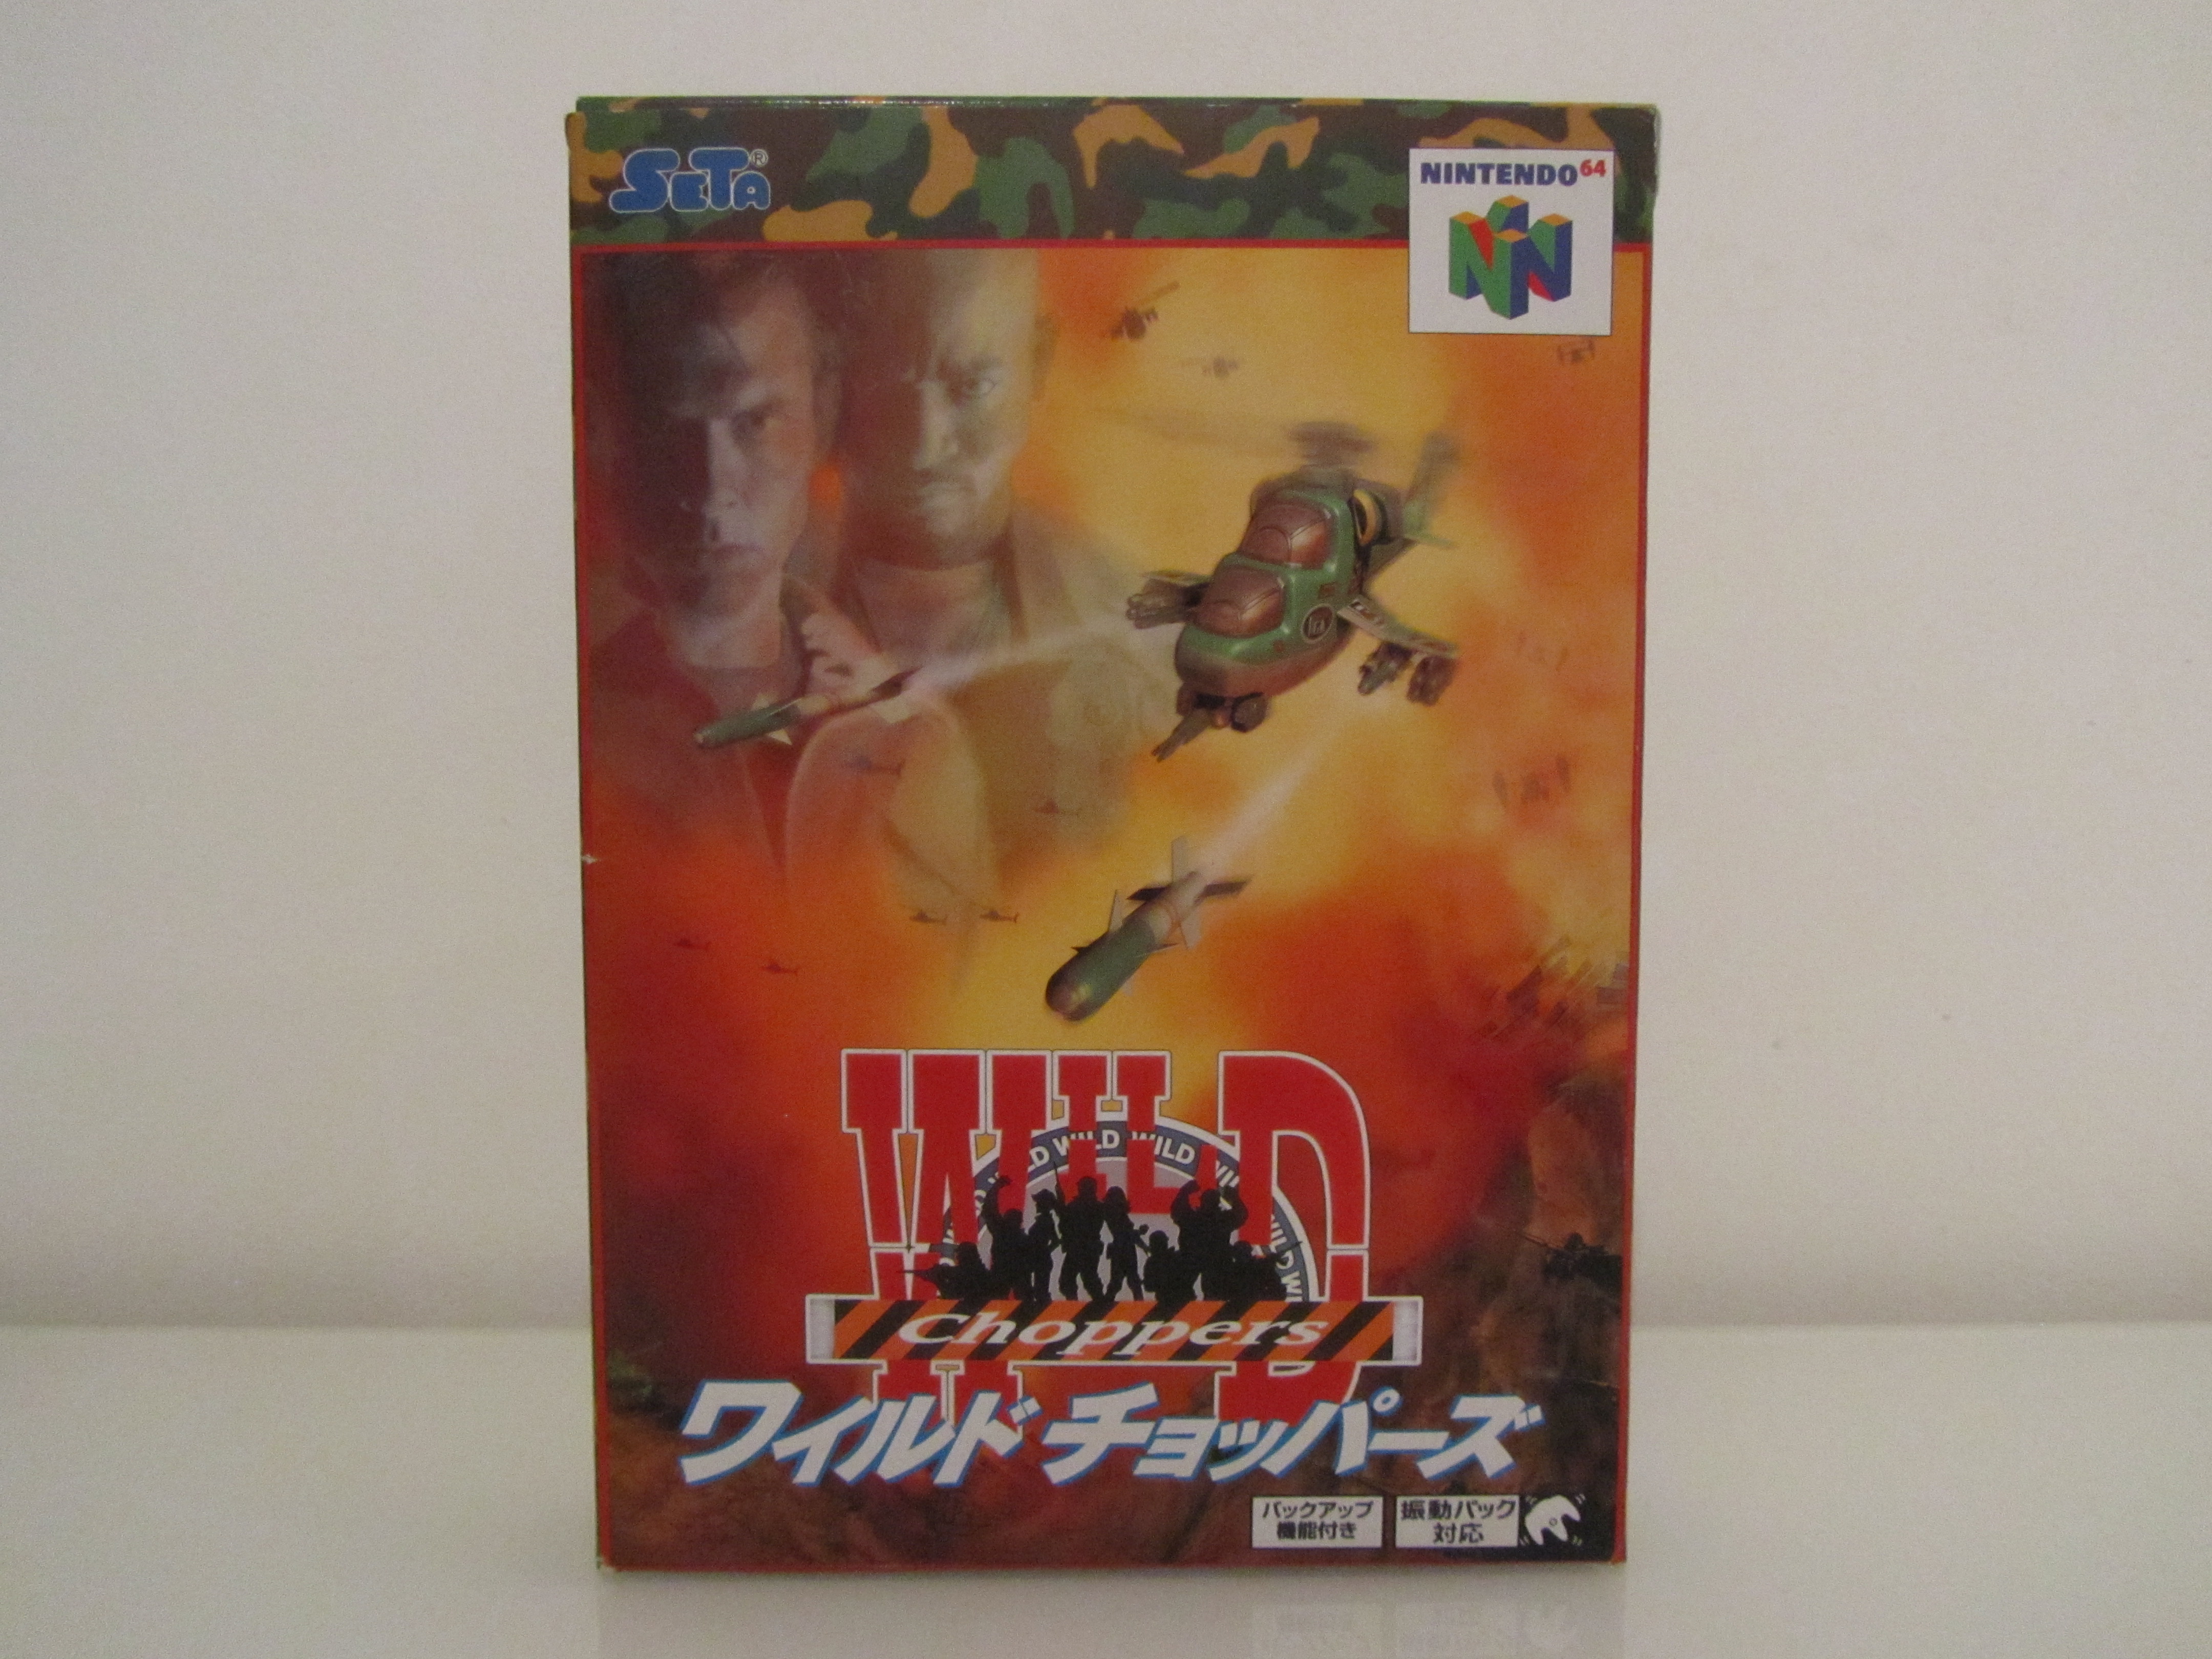 SETA®
NINTENDO64
WILD
WILD WILD WILD
Choppers
ワイルド チョッパーズ
バックアップ
機能付き
振動パック
対応